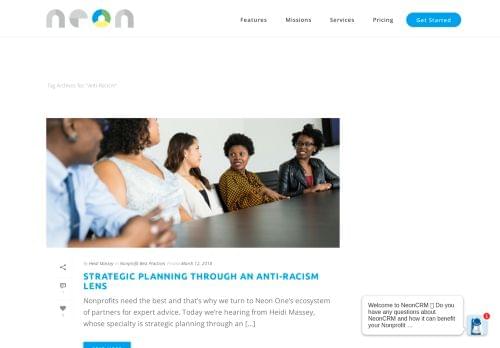 neon
Features
Missions
Services
Pricing
Get Started
Tag Archives for: "Anti-Racism"
By Heidi Massey In Nonprofit Best Practices Posted March 12, 2018
STRATEGIC PLANNING THROUGH AN ANTI-RACISM
LENS
Nonprofits need the best and that's why we turn to Neon One's ecosystem
of partners for expert advice. Today we're hearing from Heidi Massey,
whose specialty is strategic planning through an [...]
Welcome to NeonCRM ▯ Do you
have any questions about
NeonCRM and how it can benefit
your Nonprofit ...
1